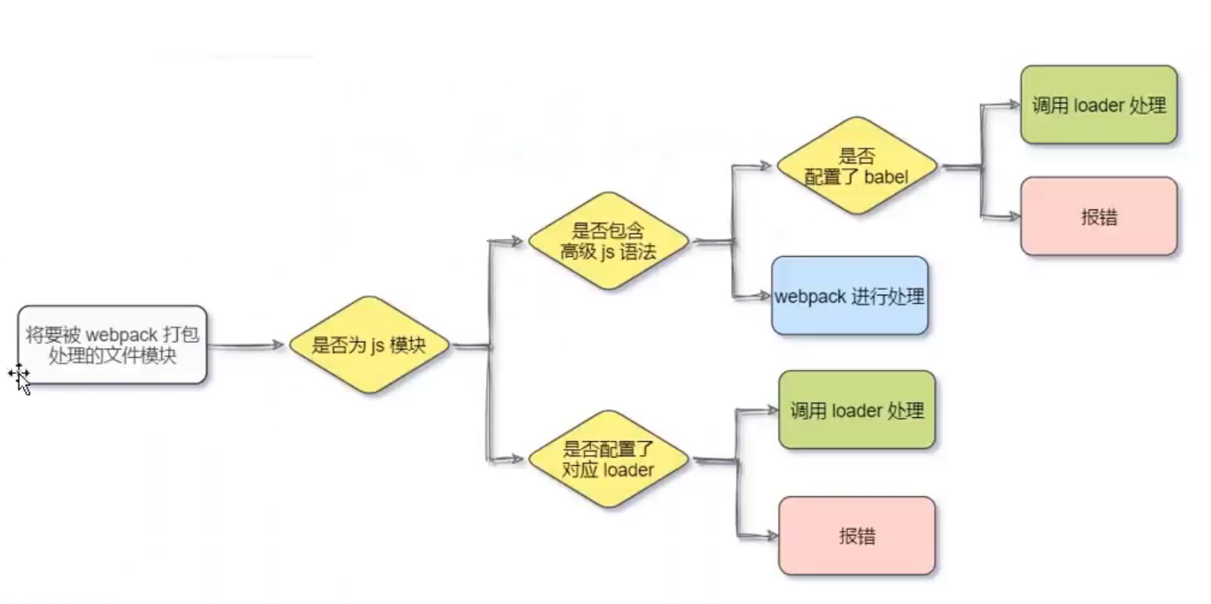 将要被 webpack 打包
处理的文件模块
是否为 js 模块
是否包含
高级 js 语法
是否
配置了 babel
调用 loader 处理
报错
webpack 进行处理
是否配置了
对应 loader
调用 loader 处理
报错